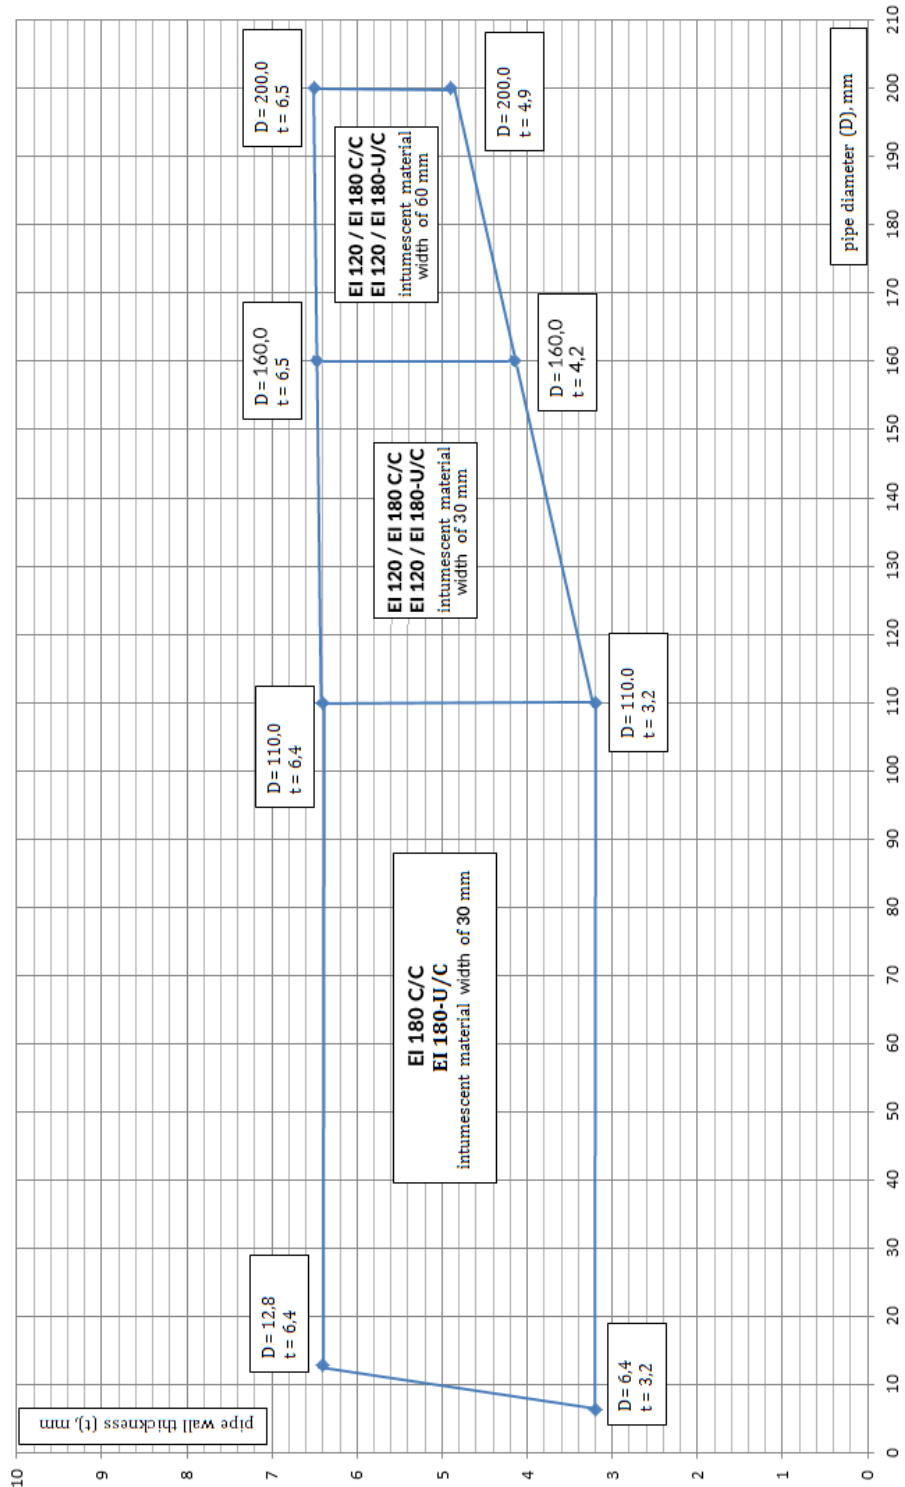 pipe wall thickness (t), mm
10
9
8
7
6
5
4
3
2
1
0
D = 12,8
t = 6,4
D = 6,4
t = 3,2
EI 180 C/C
EI 180-U/C
intumescent material width of 30 mm
D = 110,0
t = 6,4
D = 110.0
t = 3,2
EI 120 / EI 180 C/C
EI 120 / EI 180-U/C
intumescent material
width of 30 mm
D = 160,0
t = 6,5
D = 160,0
t = 4,2
EI 120 / EI 180 C/C
EI 120 / EI 180-U/C
intumescent material
width of 60 mm
D = 200,0
t = 6,5
D = 200,0
t = 4,9
pipe diameter (D), mm
0
10
20
30
40
50
60
70
80
90
100
110
120
130
140
150
160
170
180
190
200
210